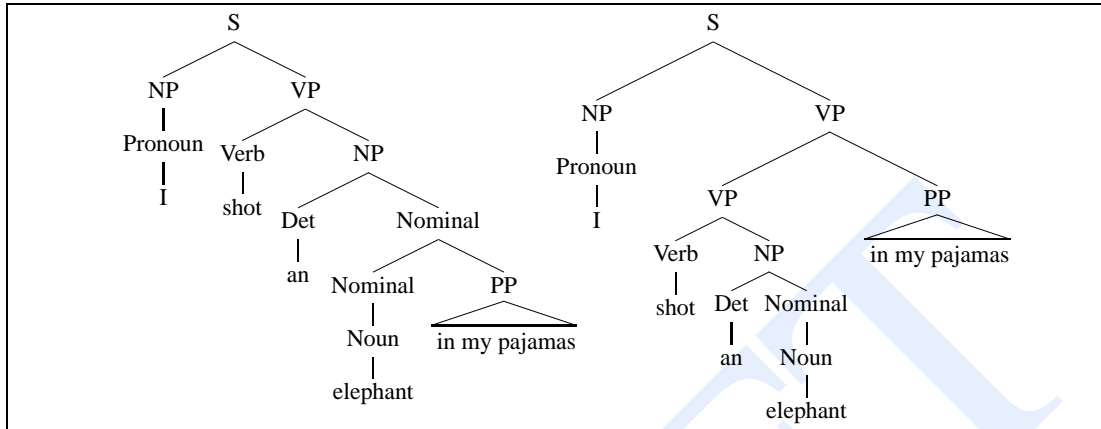 S
NP VP
Pronoun Verb NP
I shot Det Nominal
an Nominal PP
Noun in my pajamas
elephant
S
NP VP
Pronoun VP PP
I Verb NP in my pajamas
shot Det Nominal
an Noun
elephant